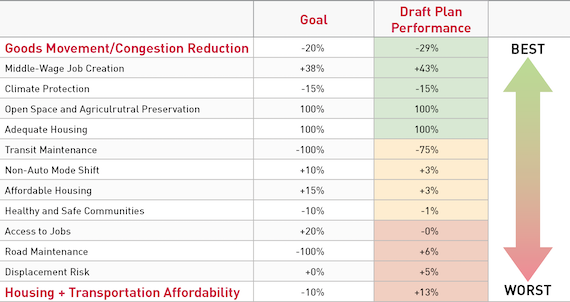 Goal Draft Plan
Performance
Goods Movement/Congestion Reduction -20% -29% BEST
Middle-Wage Job Creation +38% +43%
Climate Protection -15% -15%
Open Space and Agricultrutral Preservation 100% 100%
Adequate Housing 100% 100%
Transit Maintenance -100% -75%
Non-Auto Mode Shift +10% +3%
Affordable Housing +15% +3%
Healthy and Safe Communities -10% -1%
Access to Jobs +20% -0%
Road Maintenance -100% +6%
Displacement Risk +0% +5%
Housing + Transportation Affordability -10% +13% WORST